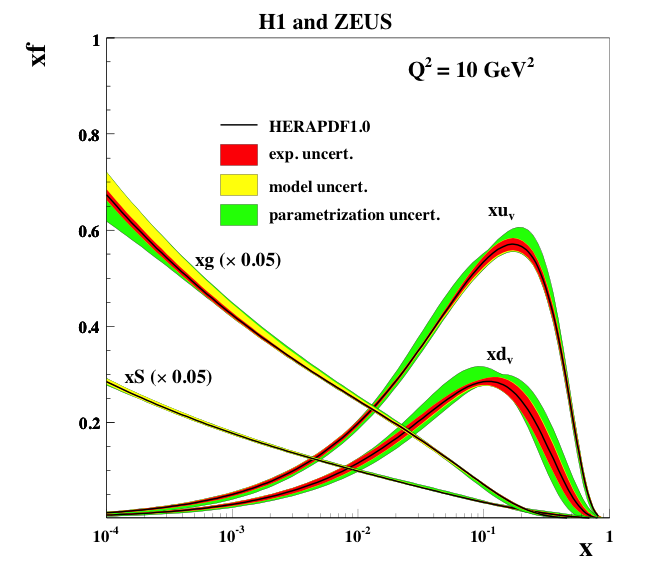 H1 and ZEUS
xf
1
Q² = 10 GeV²
HERAPDF1.0
0.8
exp. uncert.
model uncert.
parametrization uncert.
0.6
xuᵥ
xg (× 0.05)
0.4
xdᵥ
xS (× 0.05)
0.2
10⁻⁴ 10⁻³ 10⁻² 10⁻¹ 1
x